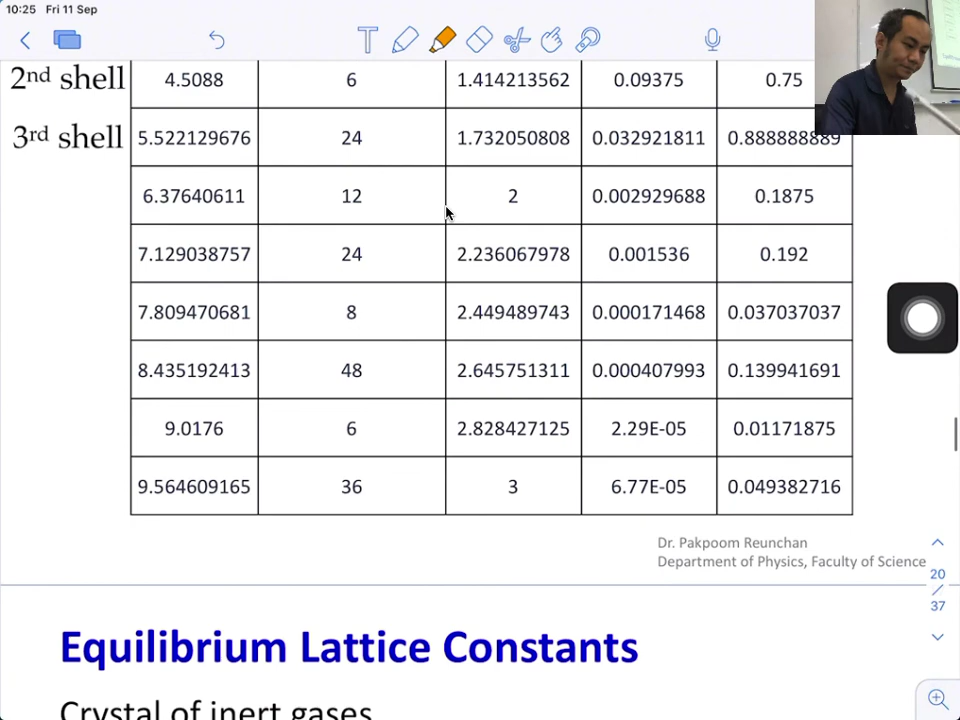 10:25 Fri 11 Sep
2nd shell 4.5088 6 1.414213562 0.09375 0.75
3rd shell 5.522129676 24 1.732050808 0.032921811 0.888888889
6.37640611 12 2 0.002929688 0.1875
7.129038757 24 2.236067978 0.001536 0.192
7.809470681 8 2.449489743 0.000171468 0.037037037
8.435192413 48 2.645751311 0.000407993 0.139941691
9.0176 6 2.828427125 2.29E-05 0.01171875
9.564609165 36 3 6.77E-05 0.049382716
Dr. Pakpoom Reunchan
Department of Physics, Faculty of Science
20
/
37
Equilibrium Lattice Constants
Crystal of inert gases